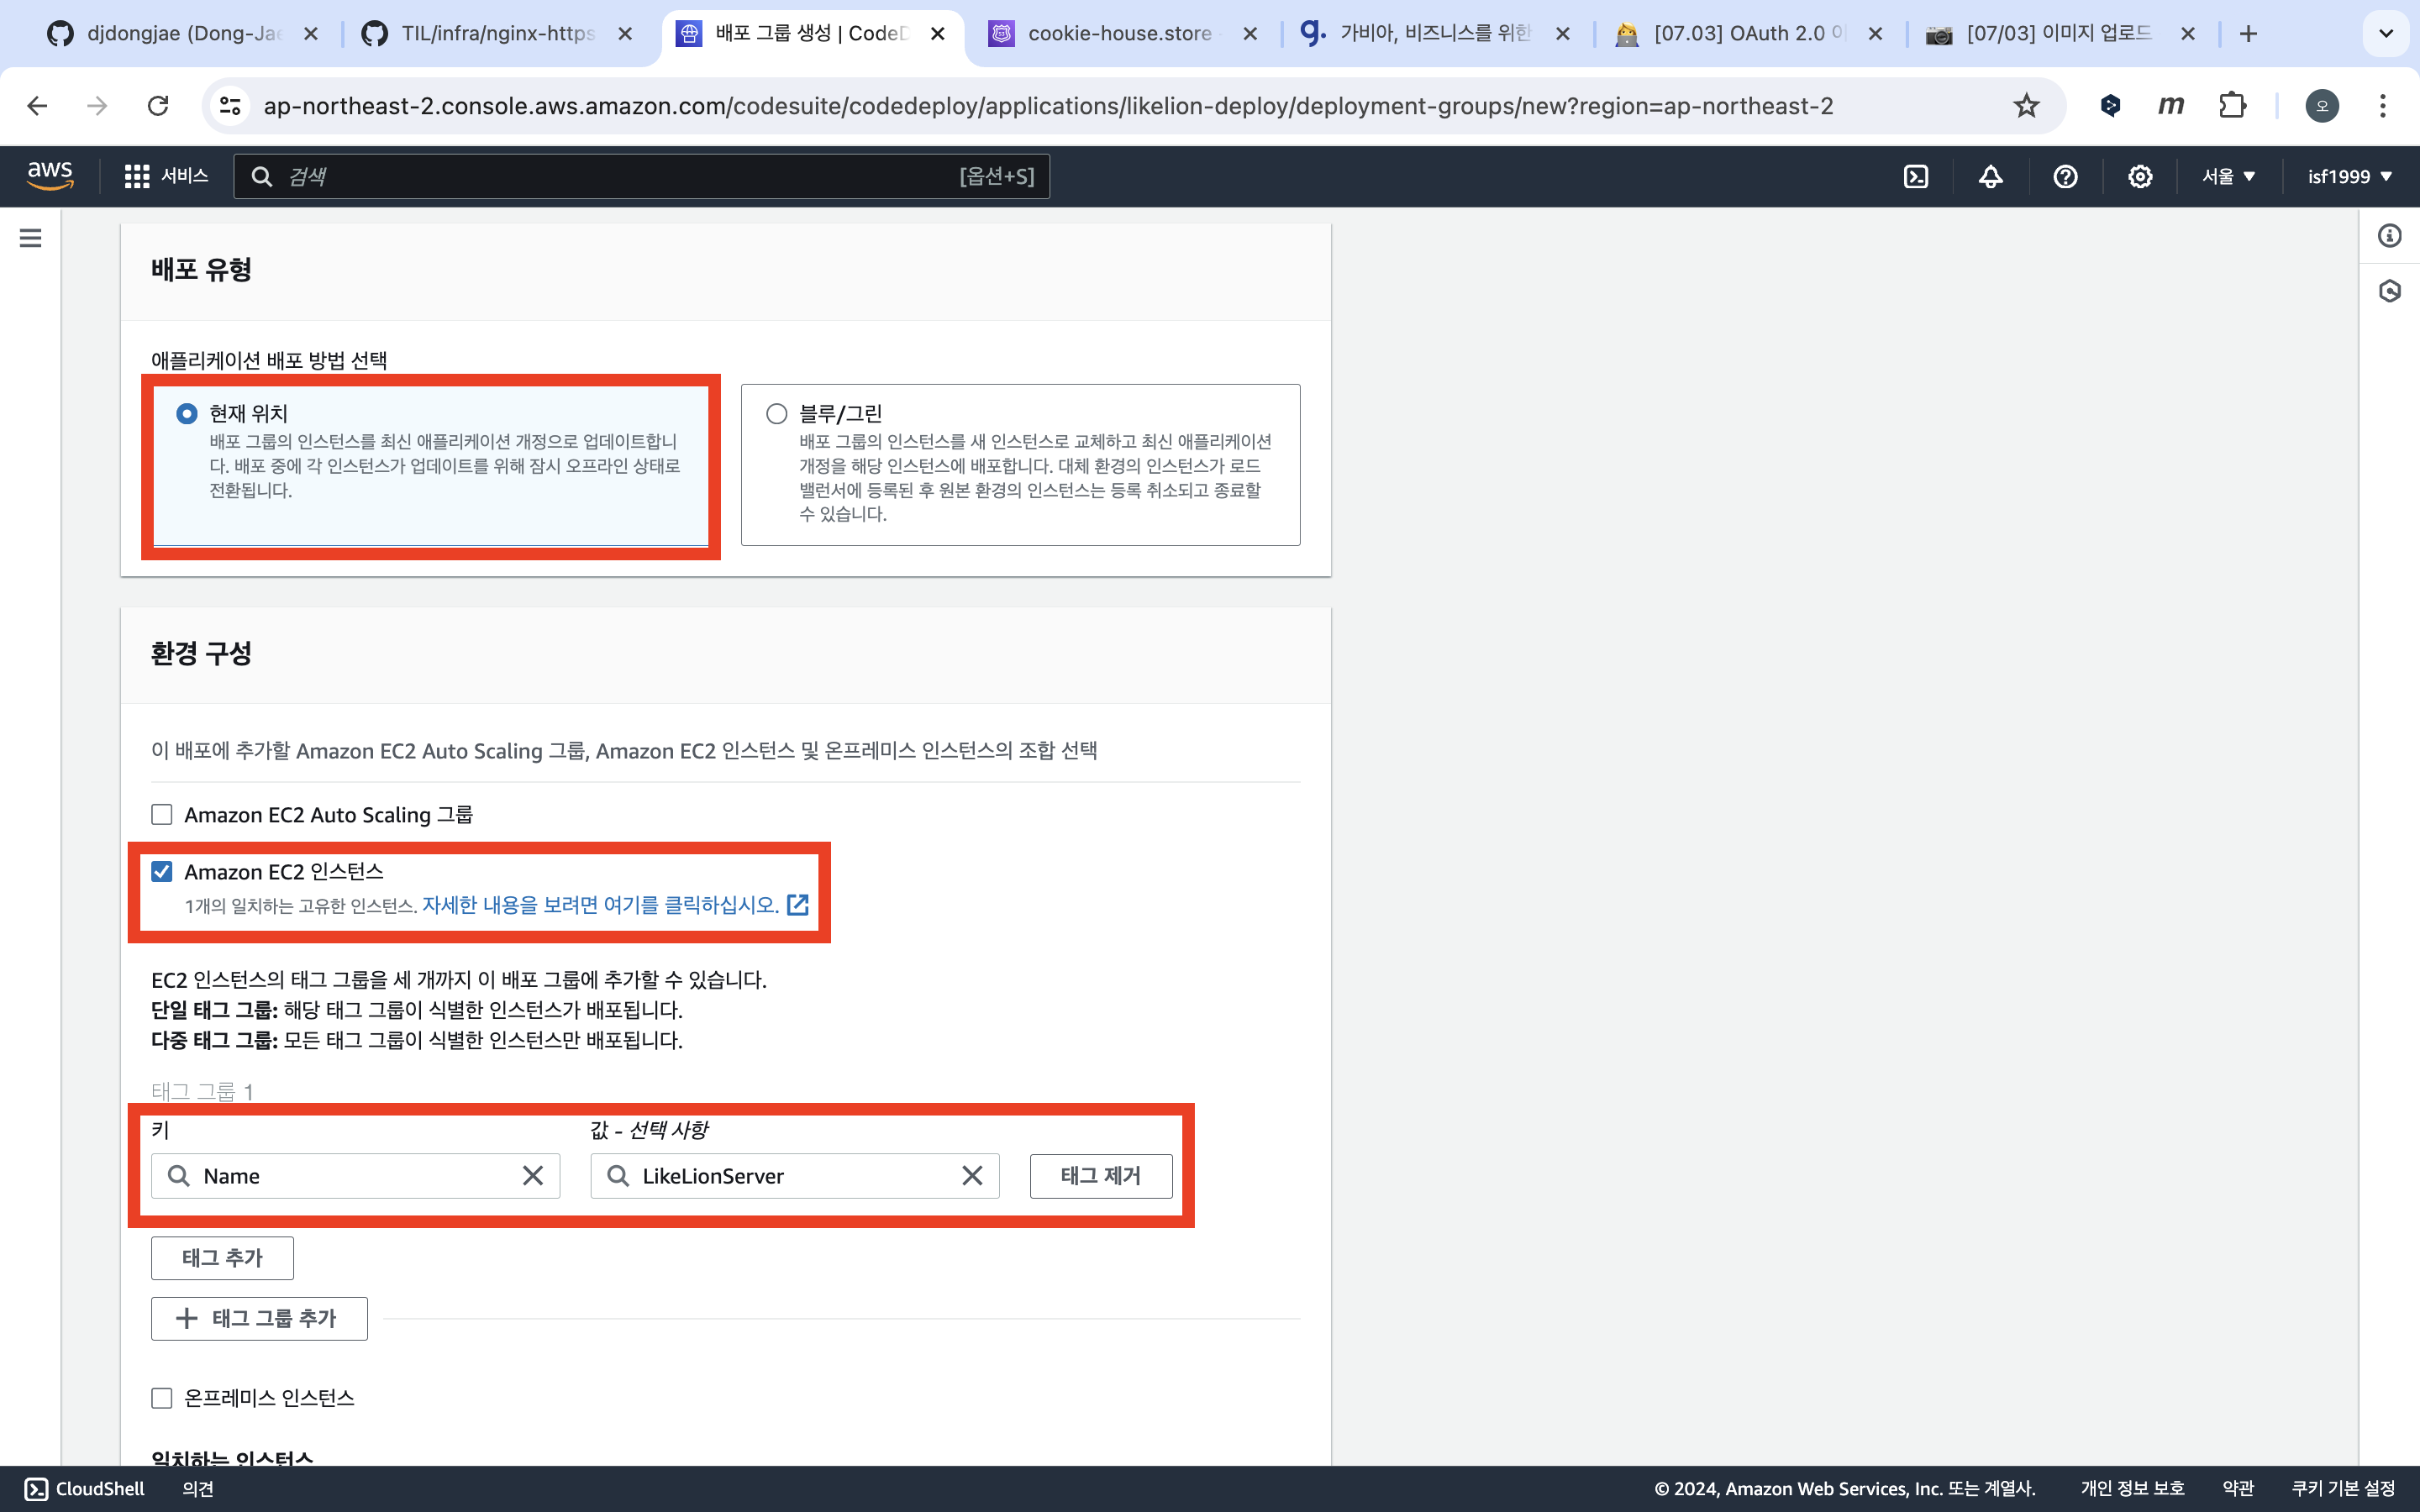 djdongjae (Dong-Jae
TIL/infra/nginx-https
배포 그룹 생성 | CodeD
cookie-house.store
가비아, 비즈니스를 위한
[07.03] OAuth 2.0 이
[07/03] 이미지 업로드
ap-northeast-2.console.aws.amazon.com/codesuite/codedeploy/applications/likelion-deploy/deployment-groups/new?region=ap-northeast-2
m
오
aws
서비스
검색
[옵션+S]
서울
isf1999
배포 유형
애플리케이션 배포 방법 선택
현재 위치
배포 그룹의 인스턴스를 최신 애플리케이션 개정으로 업데이트합니
다. 배포 중에 각 인스턴스가 업데이트를 위해 잠시 오프라인 상태로
전환됩니다.
블루/그린
배포 그룹의 인스턴스를 새 인스턴스로 교체하고 최신 애플리케이션
개정을 해당 인스턴스에 배포합니다. 대체 환경의 인스턴스가 로드
밸런서에 등록된 후 원본 환경의 인스턴스는 등록 취소되고 종료할
수 있습니다.
환경 구성
이 배포에 추가할 Amazon EC2 Auto Scaling 그룹, Amazon EC2 인스턴스 및 온프레미스 인스턴스의 조합 선택
Amazon EC2 Auto Scaling 그룹
Amazon EC2 인스턴스
1개의 일치하는 고유한 인스턴스. 자세한 내용을 보려면 여기를 클릭하십시오.
EC2 인스턴스의 태그 그룹을 세 개까지 이 배포 그룹에 추가할 수 있습니다.
단일 태그 그룹: 해당 태그 그룹이 식별한 인스턴스가 배포됩니다.
다중 태그 그룹: 모든 태그 그룹이 식별한 인스턴스만 배포됩니다.
태그 그룹 1
키
값 - 선택 사항
Name
LikeLionServer
태그 제거
태그 추가
태그 그룹 추가
온프레미스 인스턴스
일치하는 인스턴스
CloudShell
의견
© 2024, Amazon Web Services, Inc. 또는 계열사.
개인 정보 보호
약관
쿠키 기본 설정